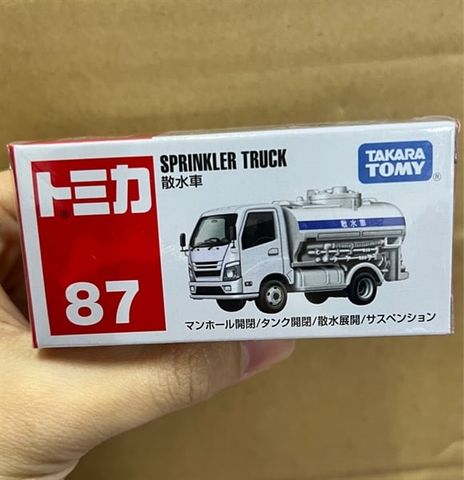 トミカ
87
SPRINKLER TRUCK
散水車
TAKARA
TOMY
散水車
マンホール開閉/タンク開閉/散水展開/サスペンション